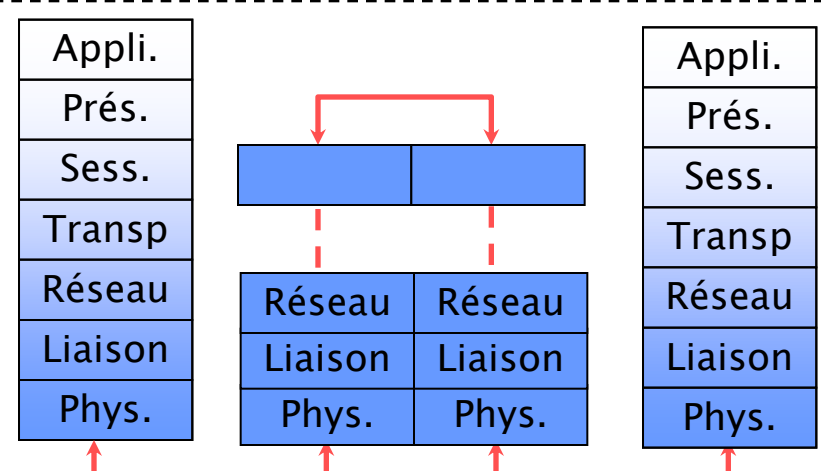 Appli.
Prés.
Sess.
Transp
Réseau
Liaison
Phys.
Réseau Réseau
Liaison Liaison
Phys. Phys.
Appli.
Prés.
Sess.
Transp
Réseau
Liaison
Phys.